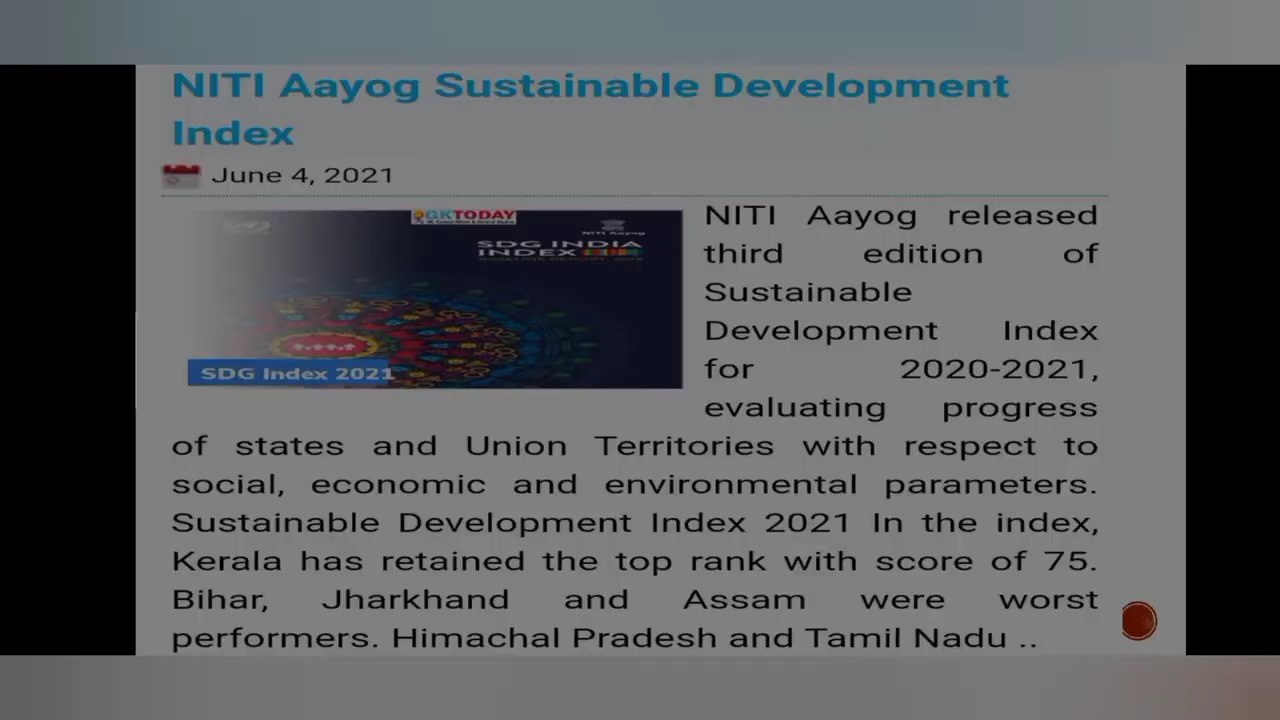 NITI Aayog Sustainable Development
Index
June 4, 2021
GKTODAY
NITI Aayog
SDG INDIA
INDEX
SDG Index 2021
NITI Aayog released
third edition of
Sustainable
Development Index
for 2020-2021,
evaluating progress
of states and Union Territories with respect to
social, economic and environmental parameters.
Sustainable Development Index 2021 In the index,
Kerala has retained the top rank with score of 75.
Bihar, Jharkhand and Assam were worst
performers. Himachal Pradesh and Tamil Nadu ..